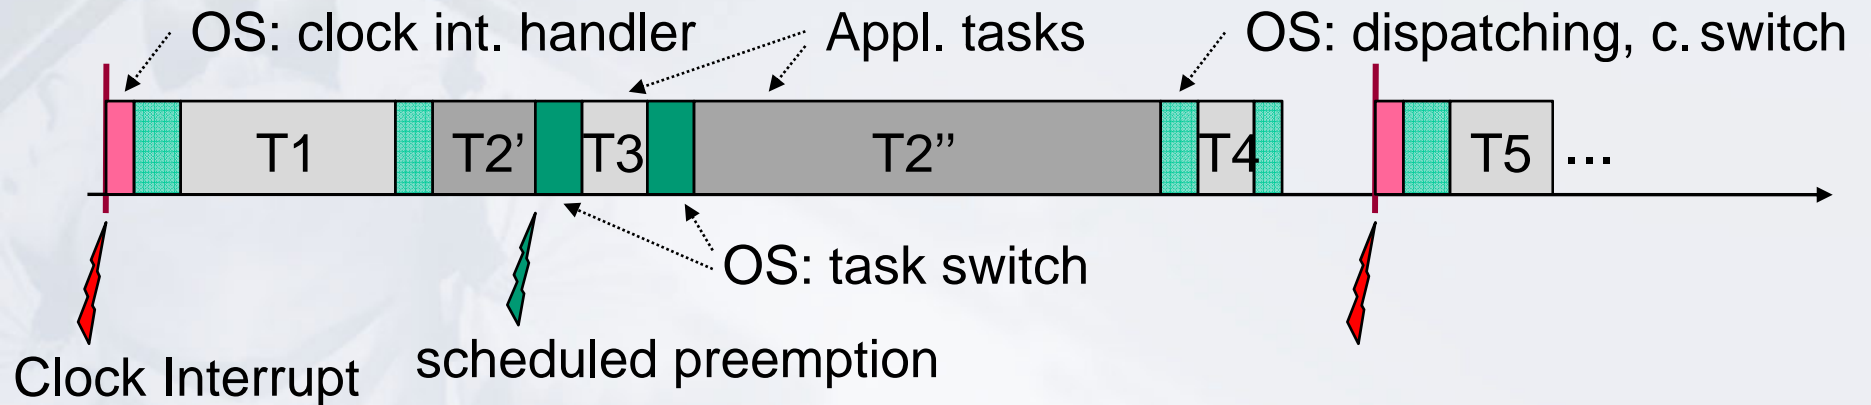 OS: clock int. handler
Appl. tasks
OS: dispatching, c. switch
T1
T2'
T3
T2''
T4
T5
...
OS: task switch
scheduled preemption
Clock Interrupt